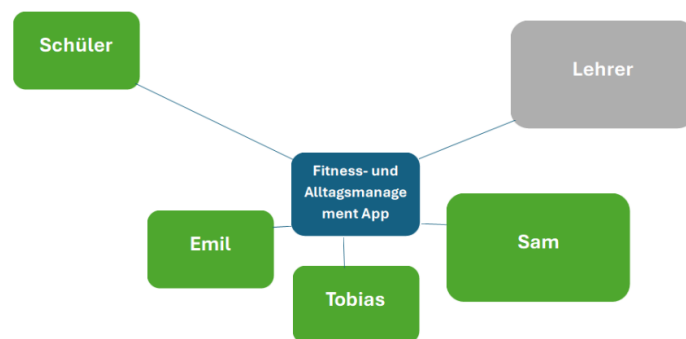 Schüler
Lehrer
Fitness- und
Alltagsmanage
ment App
Emil
Sam
Tobias